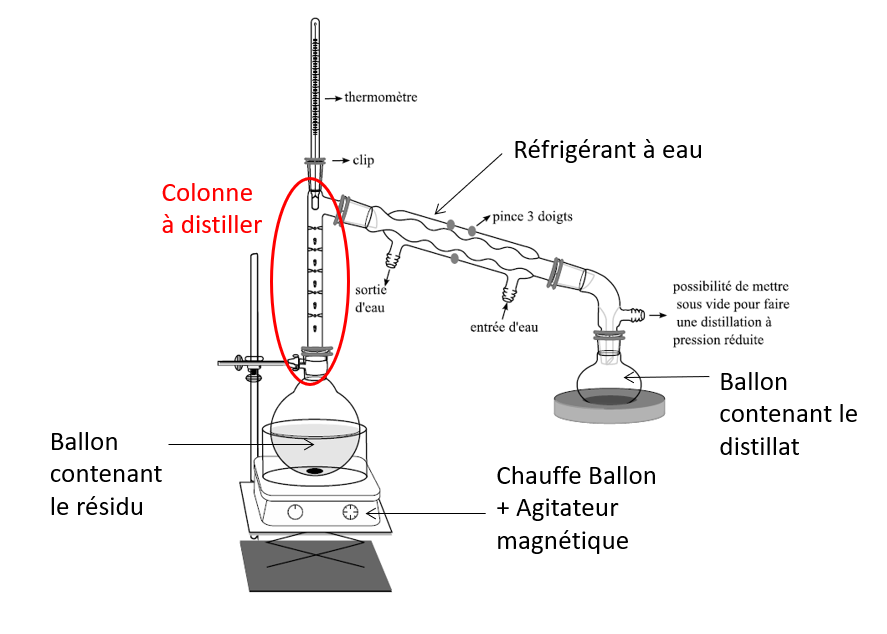 thermomètre
clip
Réfrigérant à eau
Colonne
à distiller
pince 3 doigts
sortie
d'eau
entrée d'eau
possibilité de mettre
sous vide pour faire
une distillation à
pression réduite
Ballon
contenant le
distillat
Ballon
contenant
le résidu
Chauffe Ballon
+ Agitateur
magnétique